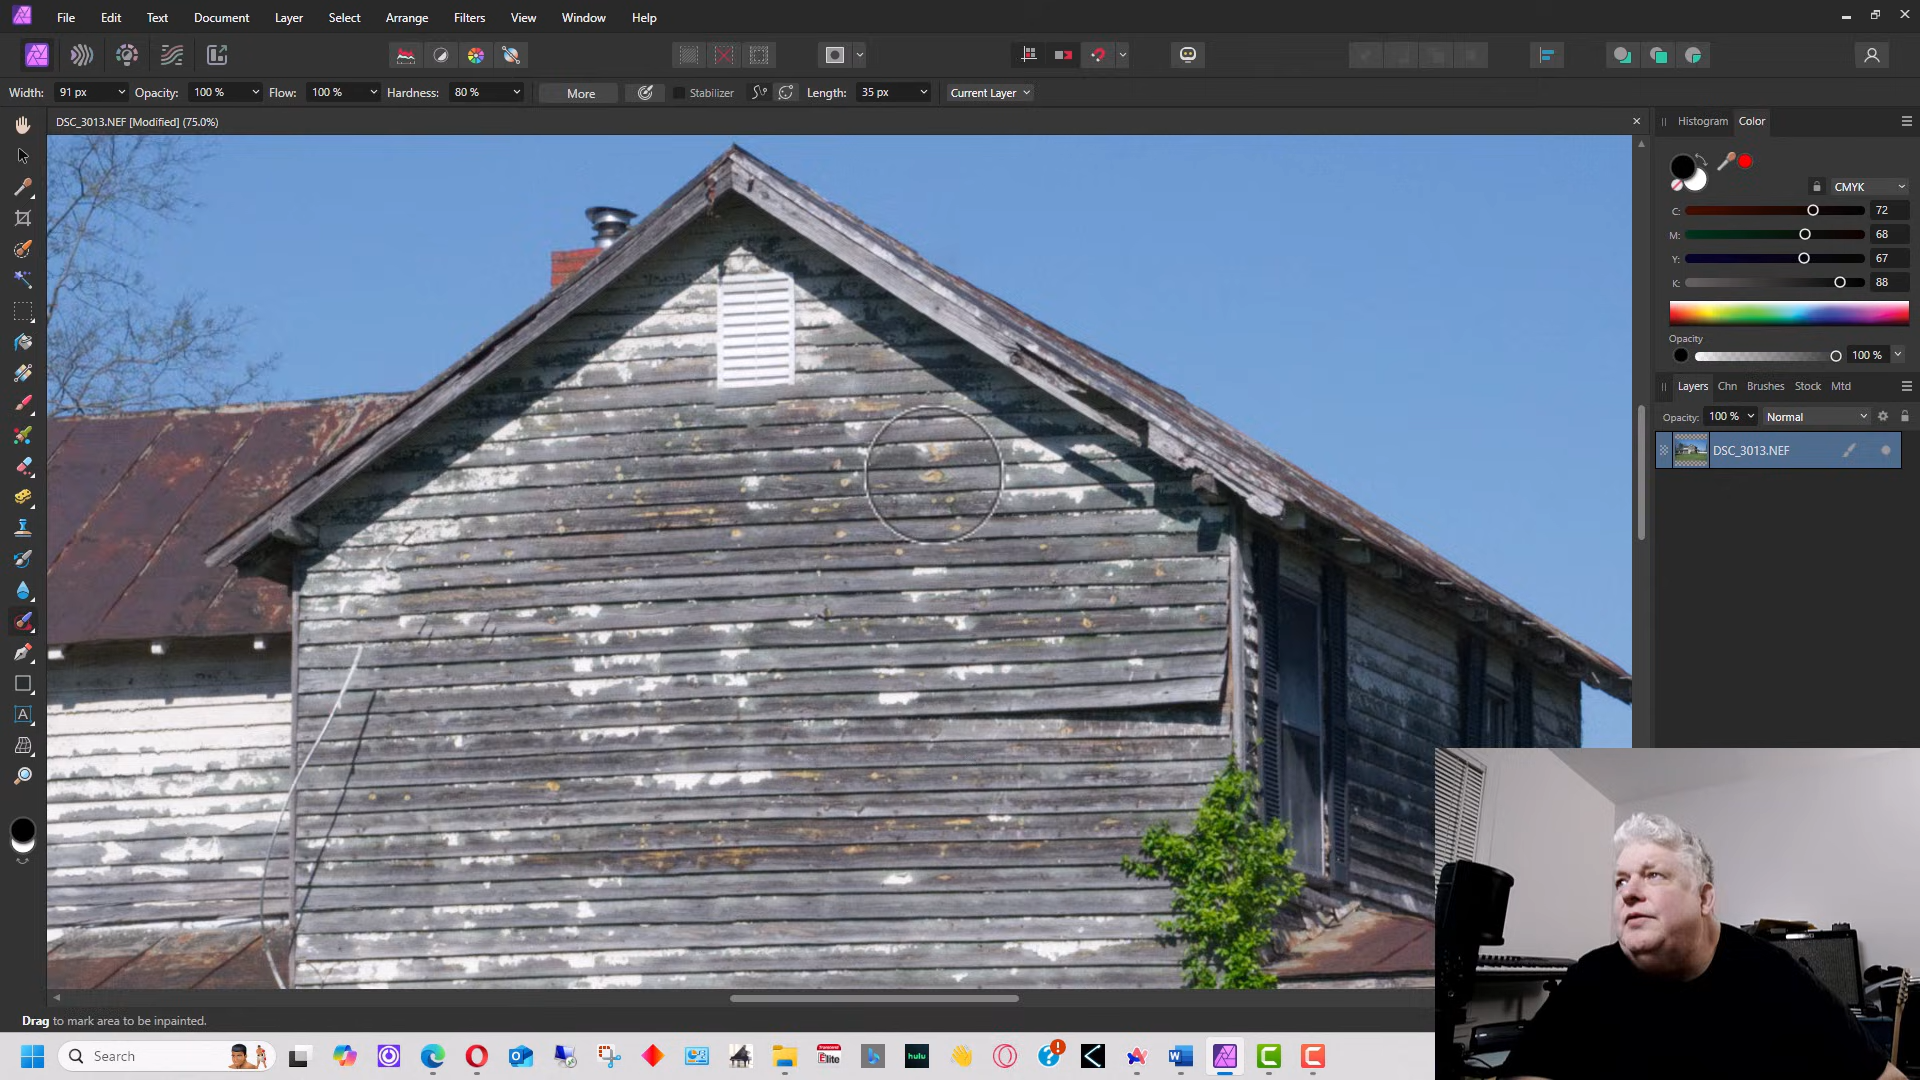 File Edit Text Document Layer Select Arrange Filters View Window Help
Width: 91 px Opacity: 100 % Flow: 100 % Hardness: 80 % More Stabilizer Length: 35 px Current Layer
DSC_3013.NEF [Modified] (75.0%)
Histogram Color
CMYK
C: 72
M: 68
Y: 67
K: 88
Opacity
100 %
Layers Chn Brushes Stock Mtd
Opacity: 100 % Normal
DSC_3013.NEF
A
Drag to mark area to be inpainted.
Search
hulu
Elite